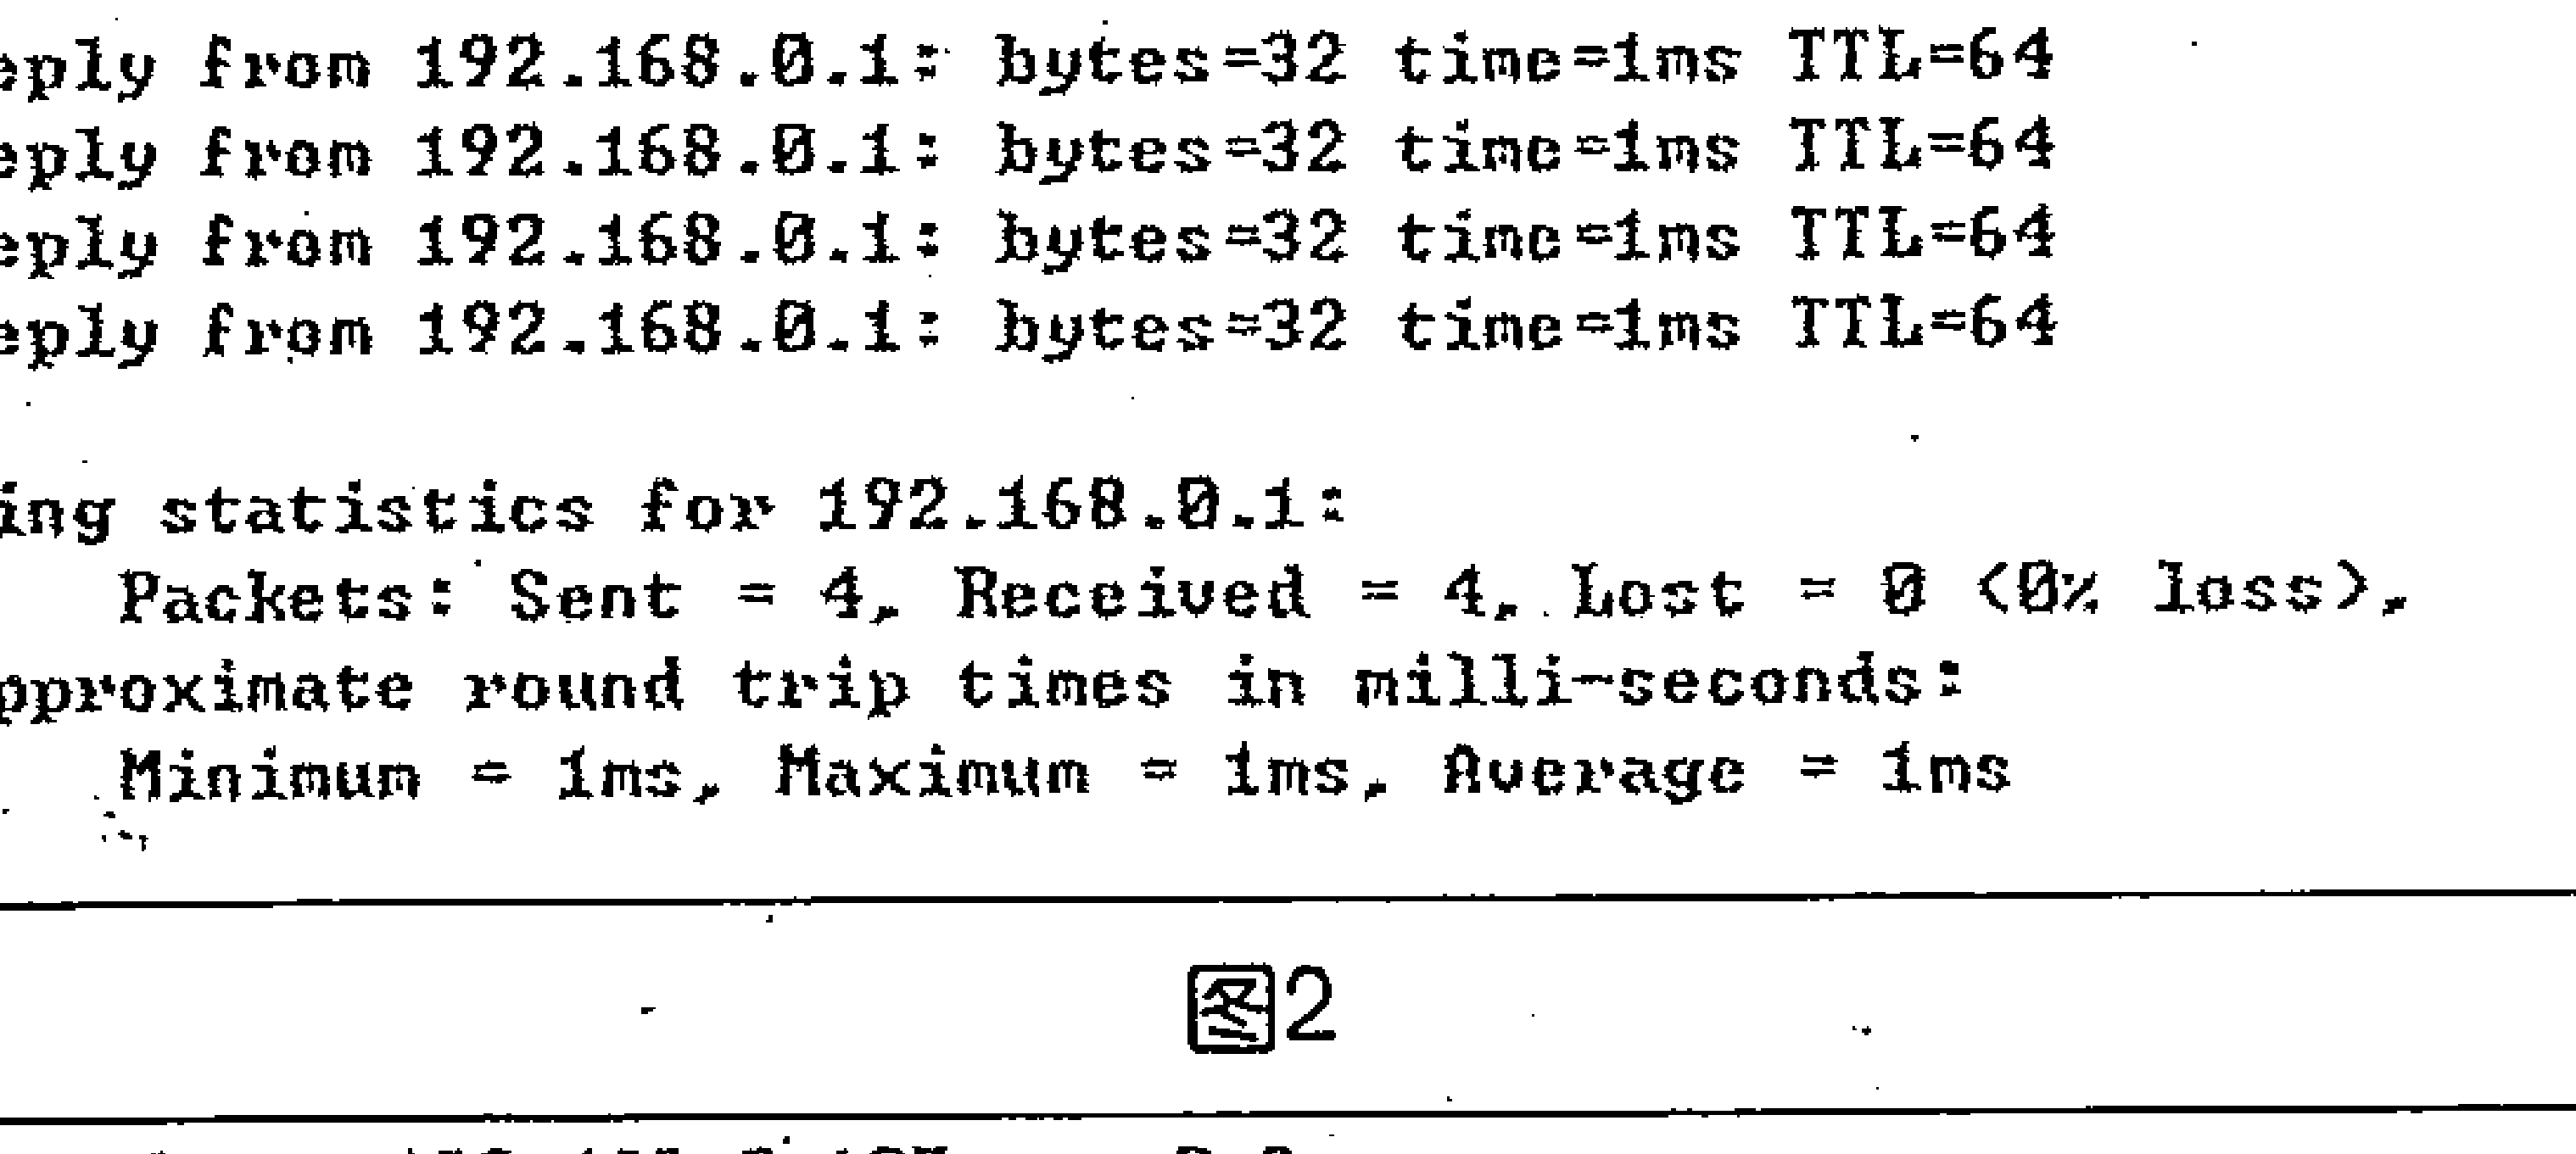 eply from 192.168.0.1: bytes=32 time=1ms TTL=64
eply from 192.168.0.1: bytes=32 time=1ms TTL=64
eply from 192.168.0.1: bytes=32 time=1ms TTL=64
eply from 192.168.0.1: bytes=32 time=1ms TTL=64
ing statistics for 192.168.0.1:
Packets: Sent = 4, Received = 4, Lost = 0 (0% loss),
pproximate round trip times in milli-seconds:
Minimum = 1ms, Maximum = 1ms, Average = 1ms
图2